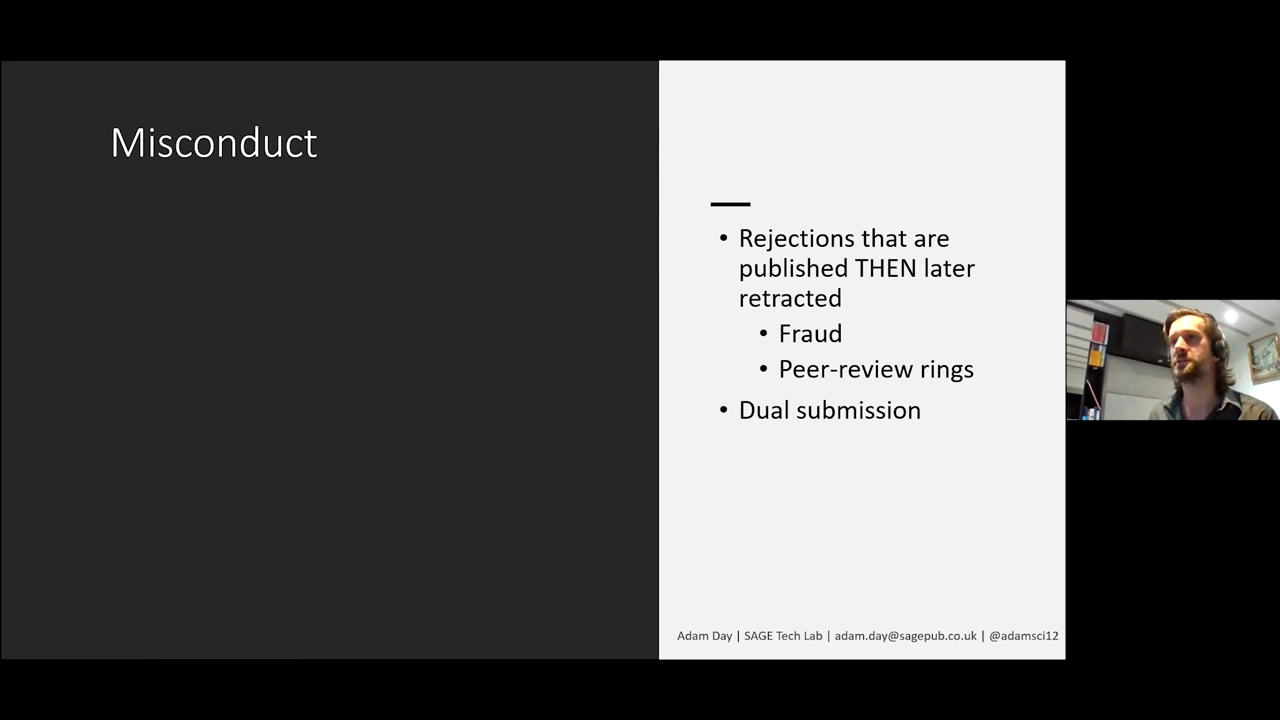 Misconduct
• Rejections that are
published THEN later
retracted
• Fraud
• Peer-review rings
• Dual submission
Adam Day | SAGE Tech Lab | adam.day@sagepub.co.uk | @adamsci12